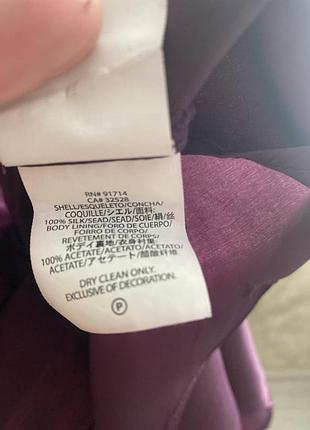 RN# 91714
CA# 32528
SHELL/ESQUELETO/CONCHA/
COQUILLE/シエル/面料:
100% SILK/SEAD/SEAD/SOIE/絹/丝
BODY LINING/FORO DE CUERPO/
FORRO DE CORPO/
REVETEMENT DE CORPS/
ボディ裏地/衣身衬里:
100% ACETATE/ACETATO/ACETATO/
ACETATE/アセテート/醋酸纤维
DRY CLEAN ONLY.
EXCLUSIVE OF DECORATION.
P